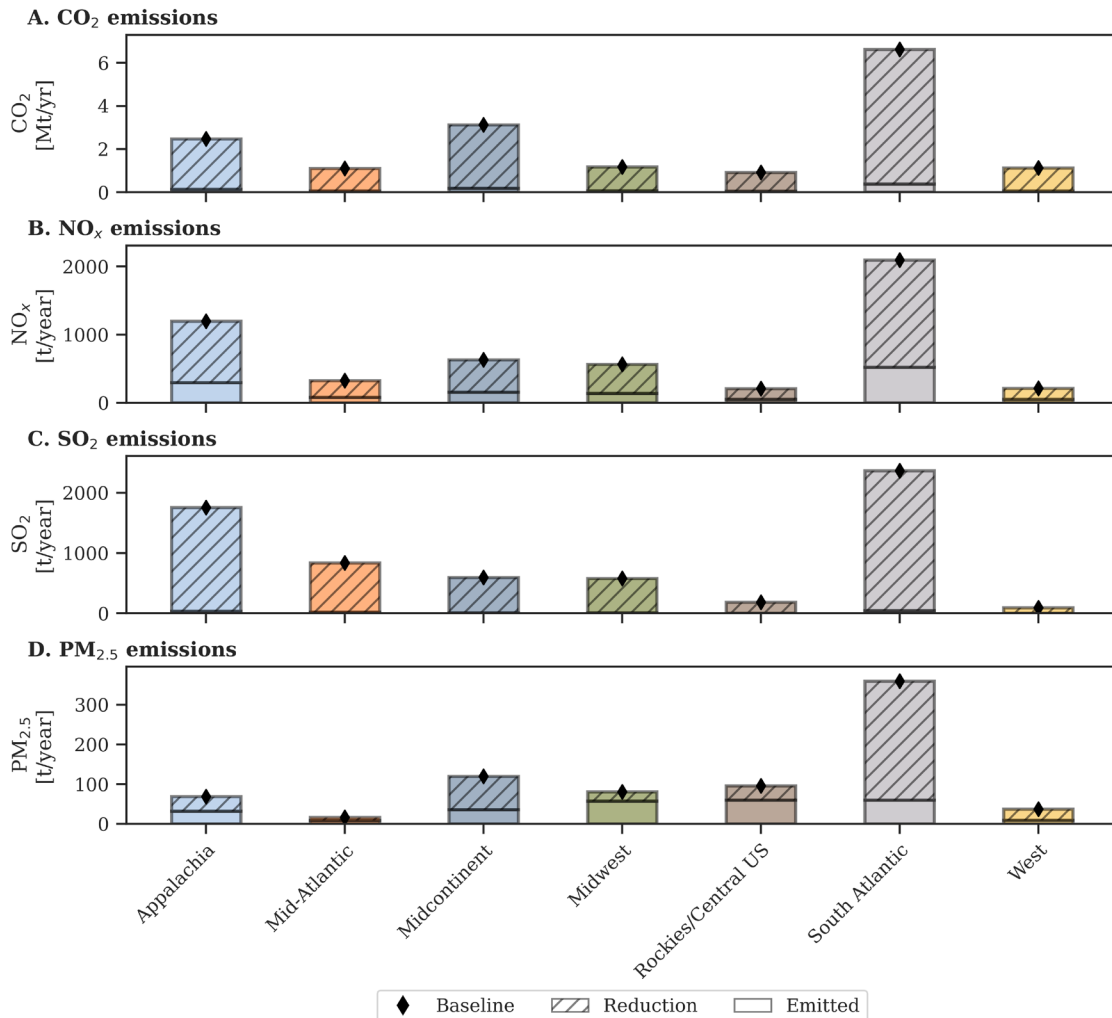 A. CO₂ emissions
CO₂
[Mt/yr]
6
4
2
0
B. NOₓ emissions
NOₓ
[t/year]
2000
1000
0
C. SO₂ emissions
SO₂
[t/year]
2000
1000
0
D. PM₂.₅ emissions
PM₂.₅
[t/year]
300
200
100
0
Appalachia
Mid-Atlantic
Midcontinent
Midwest
Rockies/Central US
South Atlantic
West
Baseline Reduction Emitted